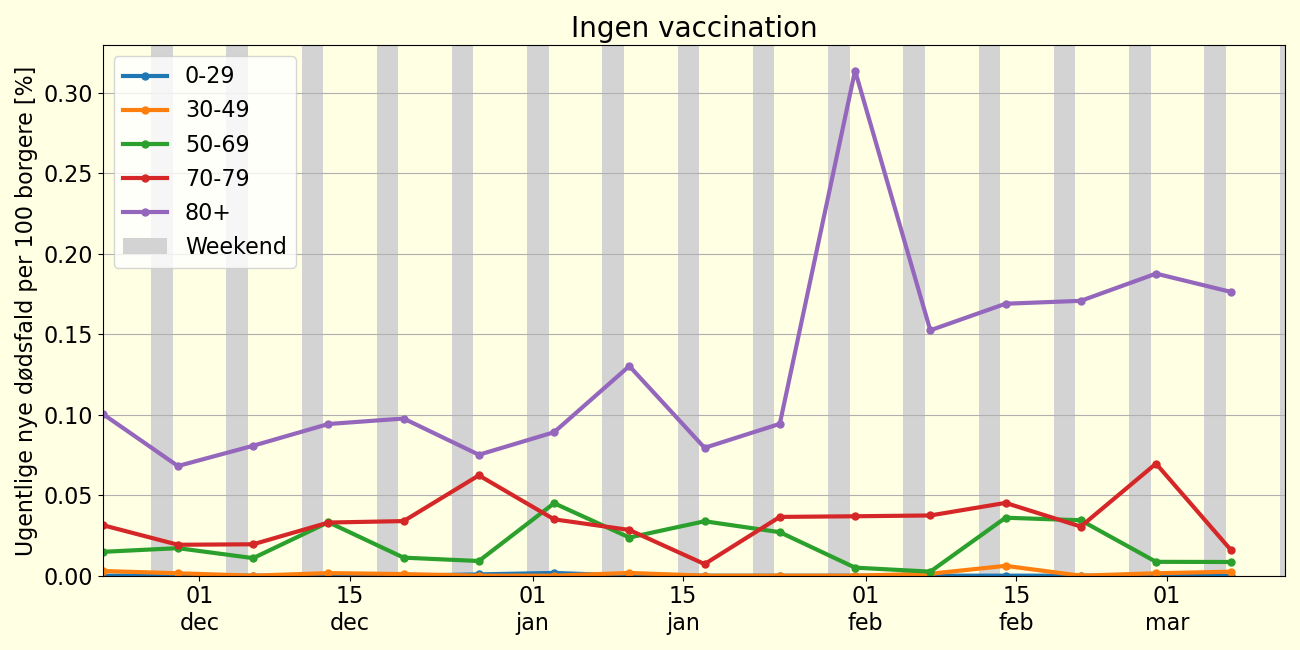 Ingen vaccination
Ugentlige nye dødsfald per 100 borgere [%]
0.30
0.25
0.20
0.15
0.10
0.05
0.00
0-29
30-49
50-69
70-79
80+
Weekend
01 15 01 15 01 15 01
dec dec jan jan feb feb mar